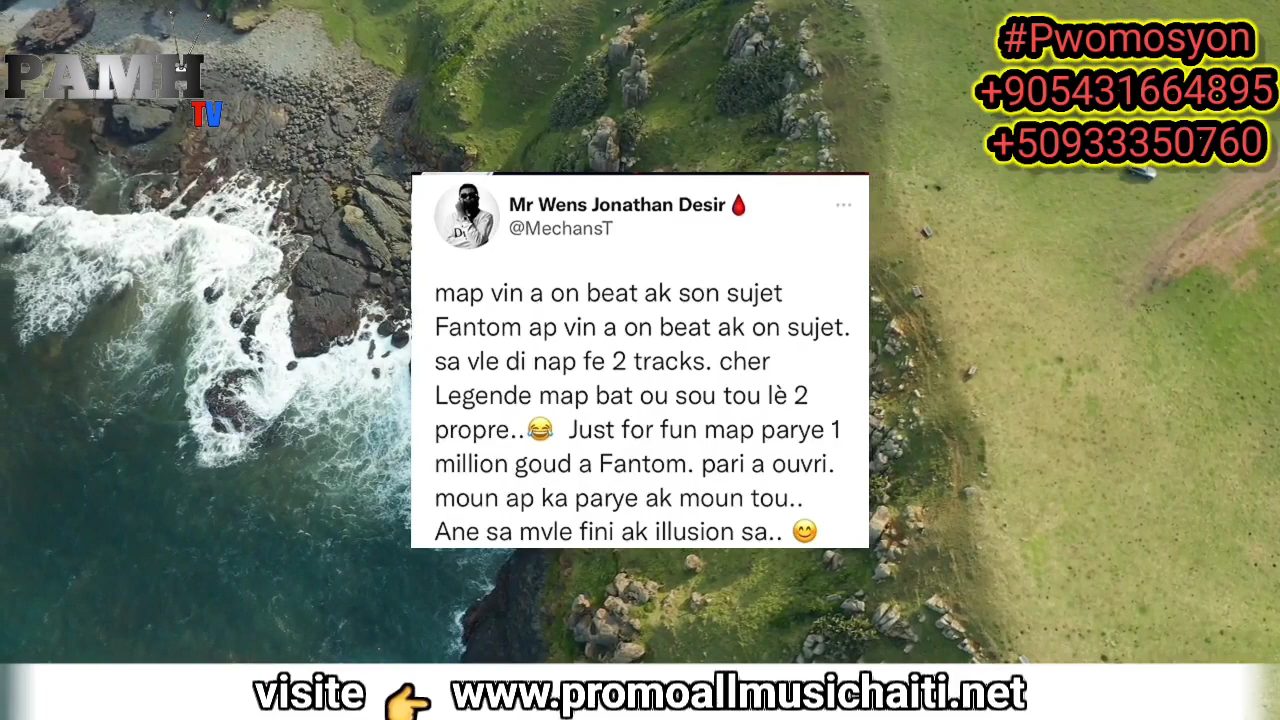 PAMH
TV
#Pwomosyon
+905431664895
+50933350760
Mr Wens Jonathan Desir🩸
@MechansT
map vin a on beat ak son sujet
Fantom ap vin a on beat ak on sujet.
sa vle di nap fe 2 tracks. cher
Legende map bat ou sou tou lè 2
propre..😂 Just for fun map parye 1
million goud a Fantom. pari a ouvri.
moun ap ka parye ak moun tou..
Ane sa mvle fini ak illusion sa.. 😊
visite 👉 www.promoallmusichaiti.net